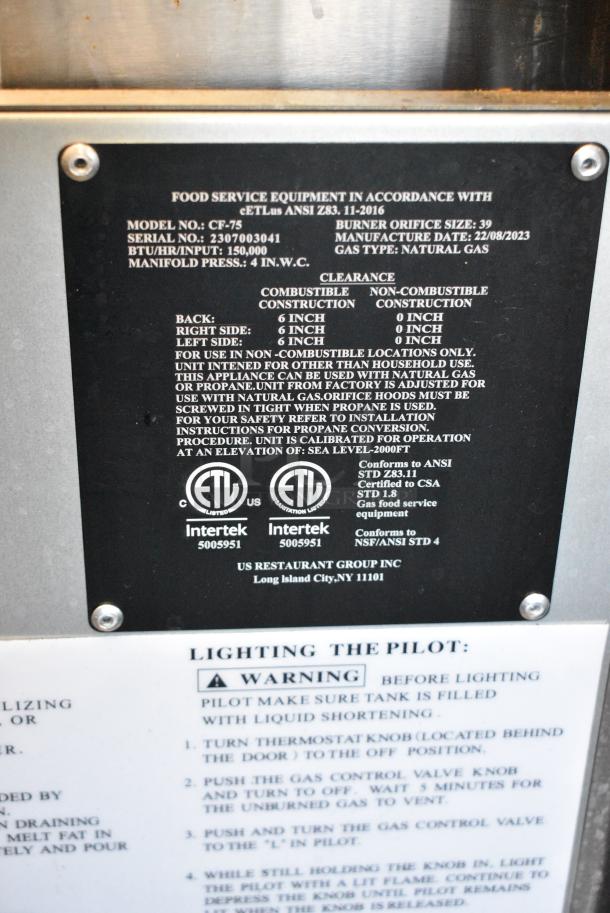 FOOD SERVICE EQUIPMENT IN ACCORDANCE WITH
cETLus ANSI Z83. 11-2016
MODEL NO.: CF-75 BURNER ORIFICE SIZE: 39
SERIAL NO.: 2307003041 MANUFACTURE DATE: 22/08/2023
BTU/HR/INPUT: 150,000 GAS TYPE: NATURAL GAS
MANIFOLD PRESS.: 4 IN.W.C.
CLEARANCE
COMBUSTIBLE NON-COMBUSTIBLE
CONSTRUCTION CONSTRUCTION
BACK: 6 INCH 0 INCH
RIGHT SIDE: 6 INCH 0 INCH
LEFT SIDE: 6 INCH 0 INCH
FOR USE IN NON -COMBUSTIBLE LOCATIONS ONLY.
UNIT INTENED FOR OTHER THAN HOUSEHOLD USE.
THIS APPLIANCE CAN BE USED WITH NATURAL GAS
OR PROPANE.UNIT FROM FACTORY IS ADJUSTED FOR
USE WITH NATURAL GAS.ORIFICE HOODS MUST BE
SCREWED IN TIGHT WHEN PROPANE IS USED.
FOR YOUR SAFETY REFER TO INSTALLATION
INSTRUCTIONS FOR PROPANE CONVERSION.
PROCEDURE. UNIT IS CALIBRATED FOR OPERATION
AT AN ELEVATION OF: SEA LEVEL-2000FT
C ETL LISTED US
Intertek
5005951
ETL SANITATION LISTED
Intertek
5005951
Conforms to ANSI
STD Z83.11
Certified to CSA
STD 1.8
Gas food service
equipment
Conforms to
NSF/ANSI STD 4
US RESTAURANT GROUP INC
Long island City,NY 11101
LIZING
OR
ER.
DED BY
N.
N DRAINING
MELT FAT IN
TELY AND POUR
LIGHTING THE PILOT:
WARNING BEFORE LIGHTING
PILOT MAKE SURE TANK IS FILLED
WITH LIQUID SHORTENING.
1. TURN THERMOSTAT KNOB (LOCATED BEHIND
THE DOOR) TO THE OFF POSITION.
2. PUSH THE GAS CONTROL VALVE KNOB
AND TURN TO OFF. WAIT 5 MINUTES FOR
THE UNBURNED GAS TO VENT.
3. PUSH AND TURN THE GAS CONTROL VALVE
TO THE "L" IN PILOT.
4. WHILE STILL HOLDING THE KNOB IN, LIGHT
THE PILOT WITH A LIT FLAME. CONTINUE TO
DEPRESS THE KNOB UNTIL PILOT REMAINS
LIT WHEN THE KNOB IS RELEASED.